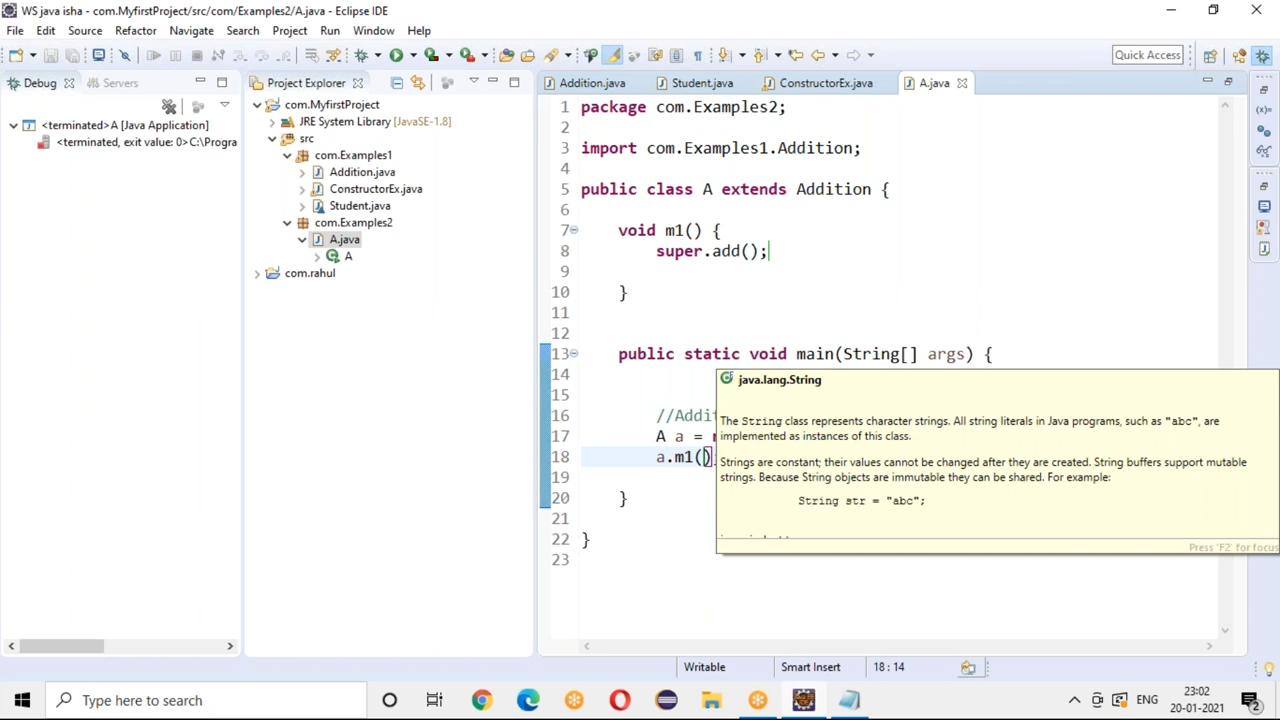 WS java isha - com.MyfirstProject/src/com/Examples2/A.java - Eclipse IDE
File Edit Source Refactor Navigate Search Project Run Window Help
Quick Access
Debug Servers
<terminated>A [Java Application]
<terminated, exit value: 0>C:\Progra
Project Explorer
com.MyfirstProject
JRE System Library [JavaSE-1.8]
src
com.Examples1
Addition.java
ConstructorEx.java
Student.java
com.Examples2
A.java
A
com.rahul
Addition.java Student.java ConstructorEx.java A.java
1 package com.Examples2;
2
3 import com.Examples1.Addition;
4
5 public class A extends Addition {
6
7 void m1() {
8 super.add();
9
10 }
11
12
13 public static void main(String[] args) {
14
15
16 //Addi
17 A a =
18 a.m1()
19
20 }
21
22 }
23
java.lang.String
The String class represents character strings. All string literals in Java programs, such as "abc", are
implemented as instances of this class.
Strings are constant; their values cannot be changed after they are created. String buffers support mutable
strings. Because String objects are immutable they can be shared. For example:
String str = "abc";
Press 'F2' for focus
Writable Smart Insert 18 : 14
Type here to search
ENG
23:02
20-01-2021
2